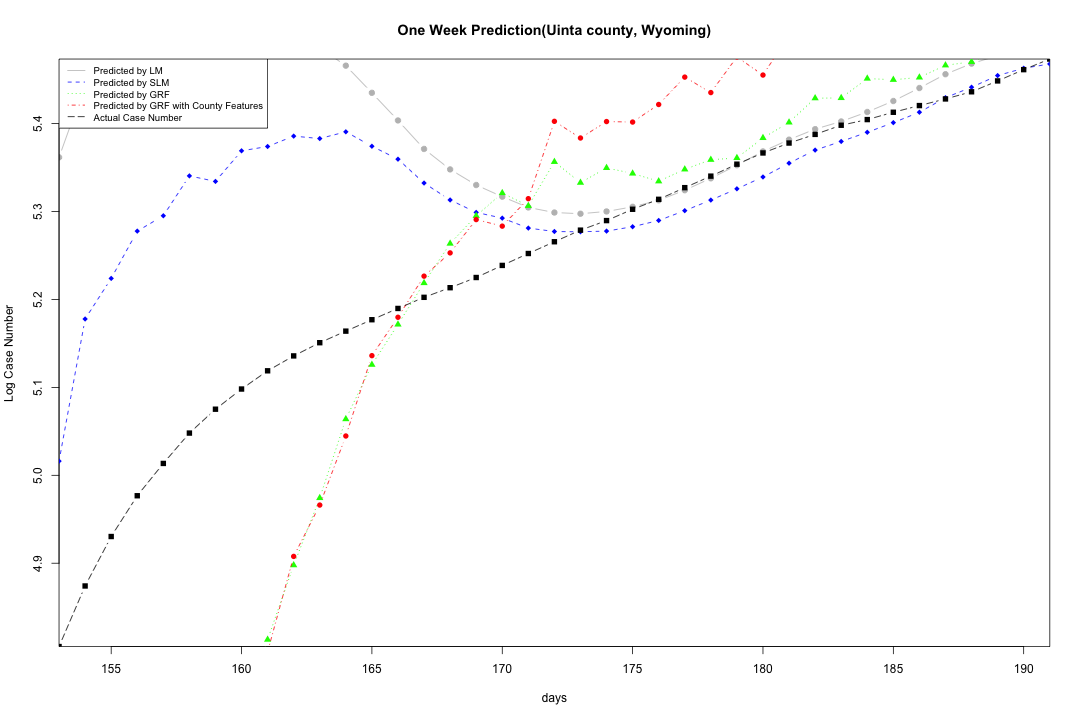 One Week Prediction(Uinta county, Wyoming)
Predicted by LM
Predicted by SLM
Predicted by GRF
Predicted by GRF with County Features
Actual Case Number
5.4
5.3
5.2
5.1
5.0
4.9
Log Case Number
155 160 165 170 175 180 185 190
days